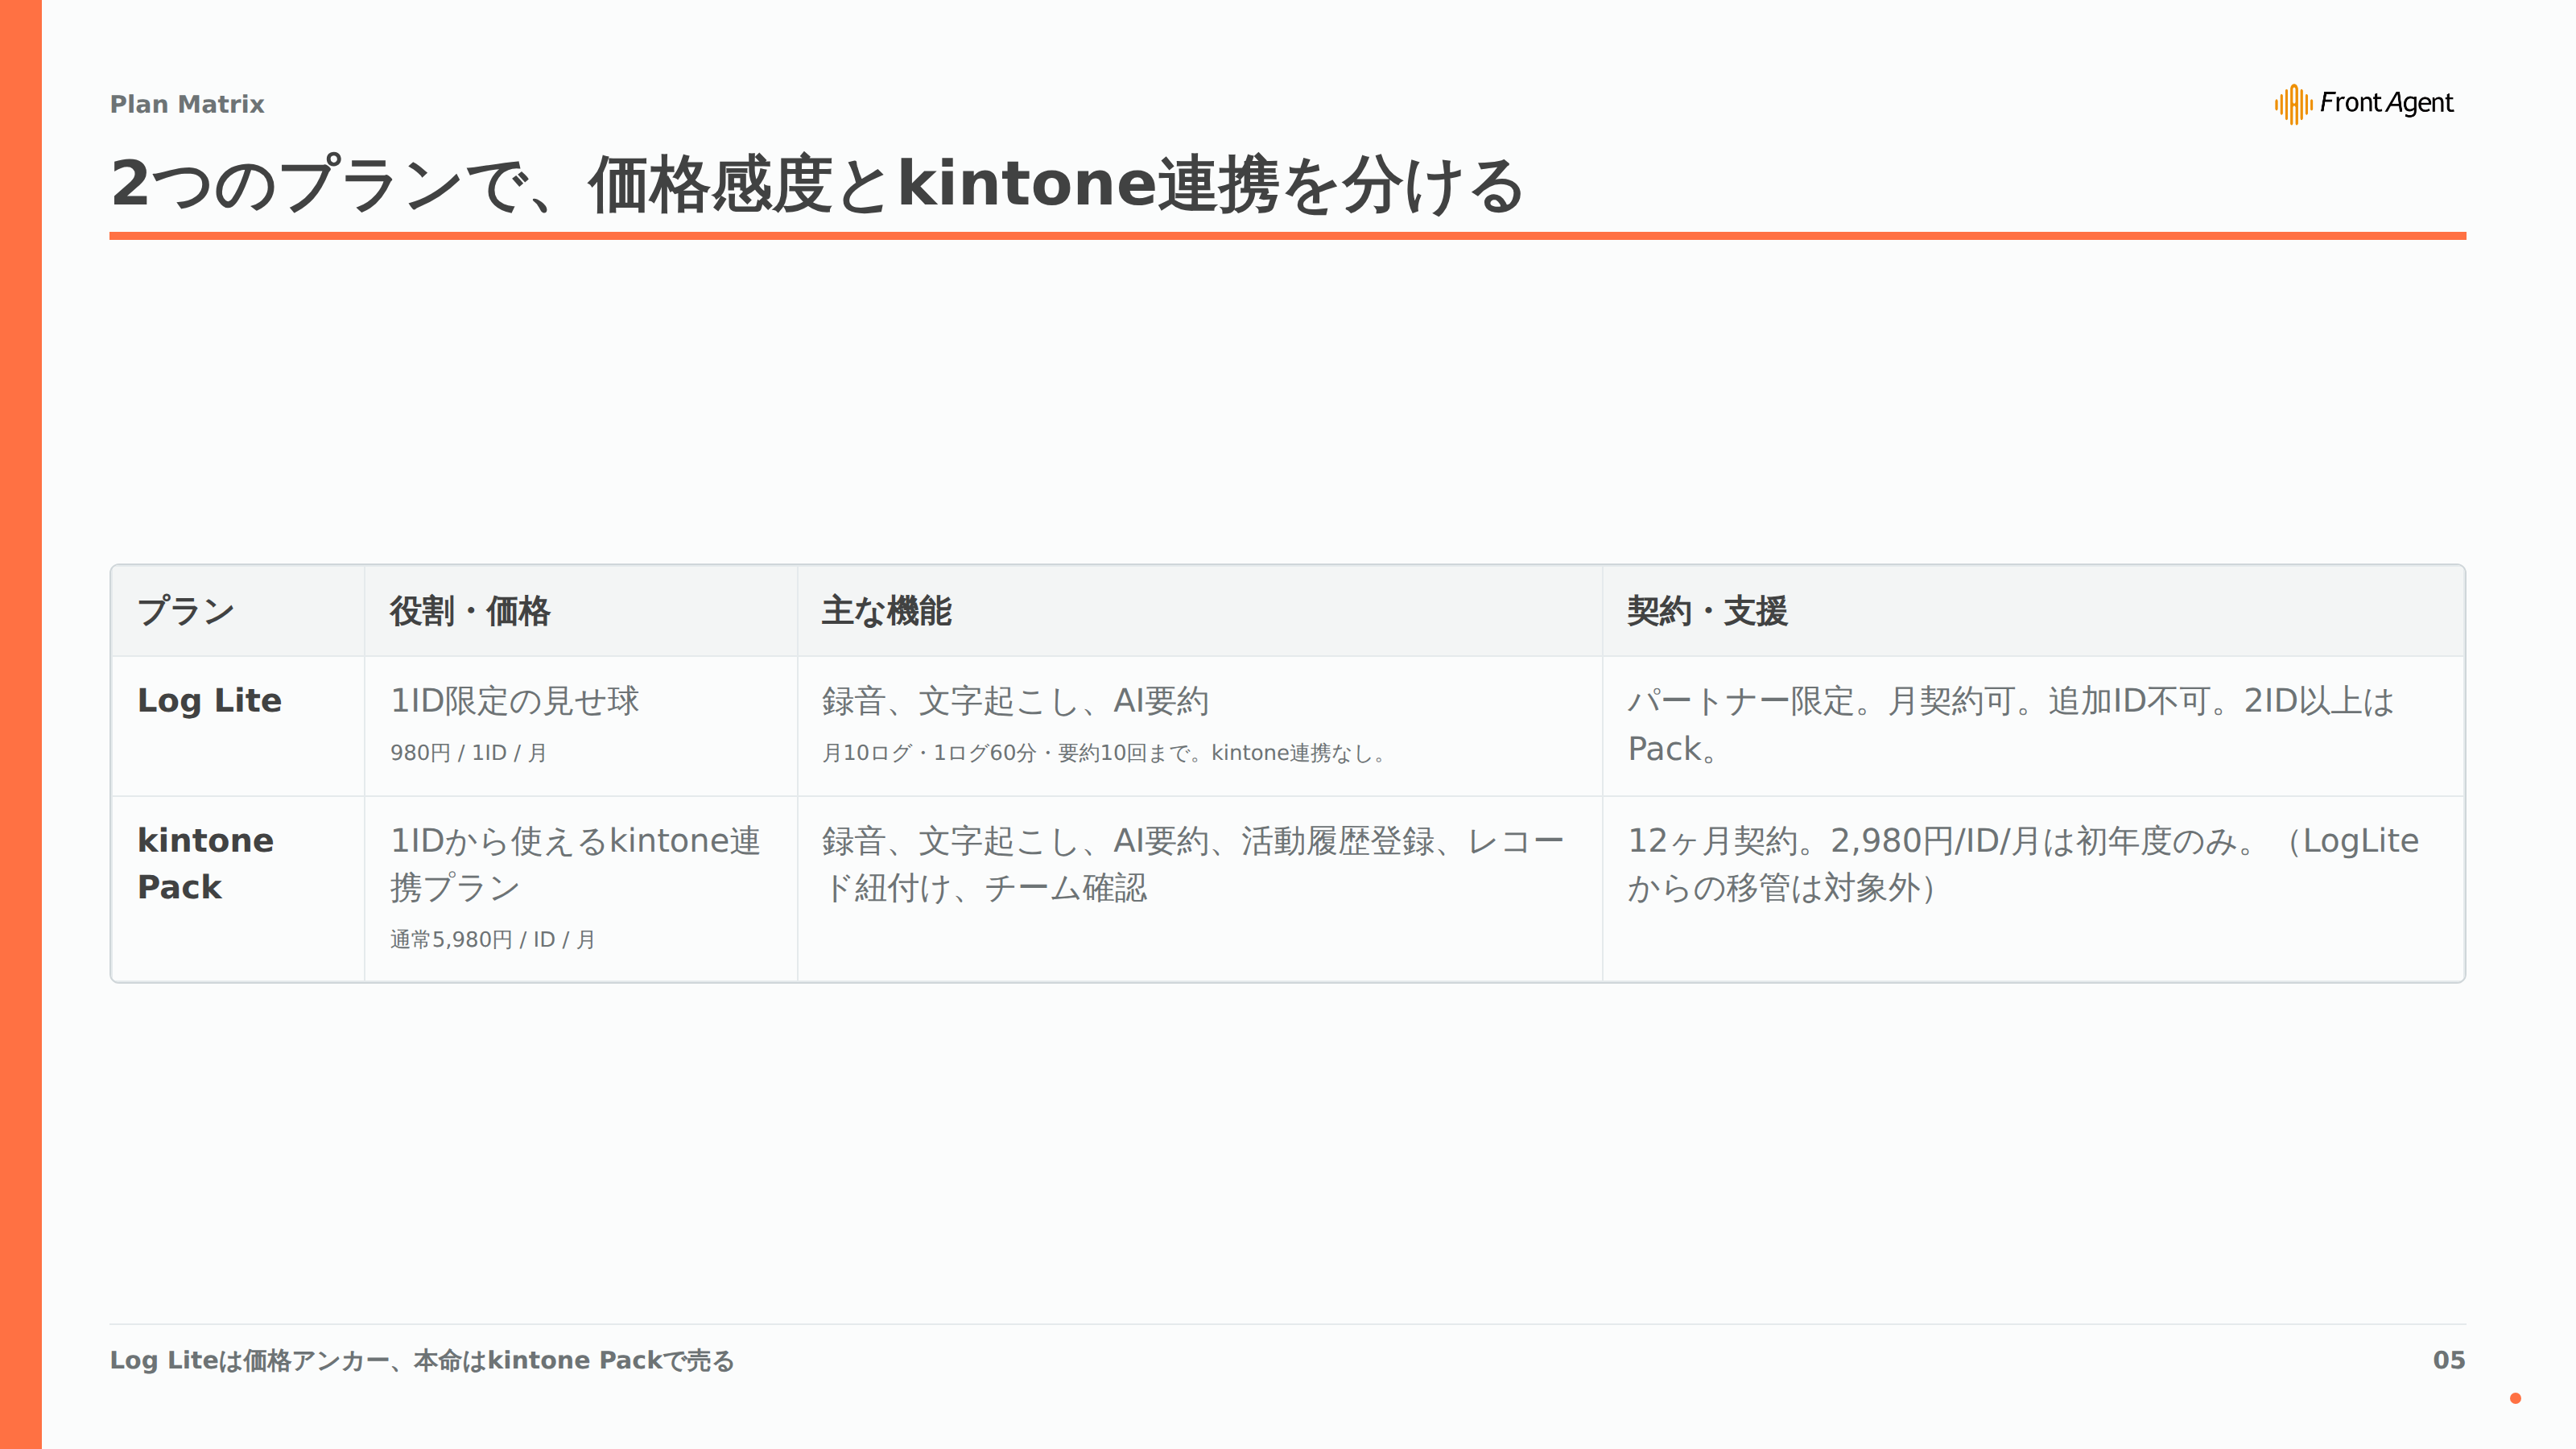 Plan Matrix
Front Agent
2つのプランで、価格感度とkintone連携を分ける
プラン
役割・価格
主な機能
契約・支援
Log Lite
1ID限定の見せ球
980円 / 1ID / 月
録音、文字起こし、AI要約
月10ログ・1ログ60分・要約10回まで。kintone連携なし。
パートナー限定。月契約可。追加ID不可。2ID以上は
Pack。
kintone
Pack
1IDから使えるkintone連
携プラン
通常5,980円 / ID / 月
録音、文字起こし、AI要約、活動履歴登録、レコー
ド紐付け、チーム確認
12ヶ月契約。2,980円/ID/月は初年度のみ。（LogLite
からの移管は対象外）
Log Liteは価格アンカー、本命はkintone Packで売る
05